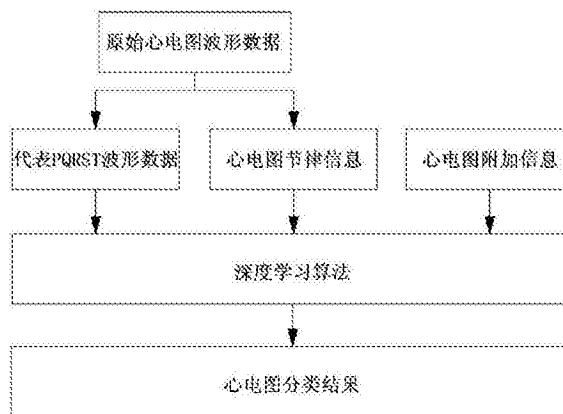 原始心电图波形数据
代表PQRST波形数据
心电图节律信息
心电图附加信息
深度学习算法
心电图分类结果